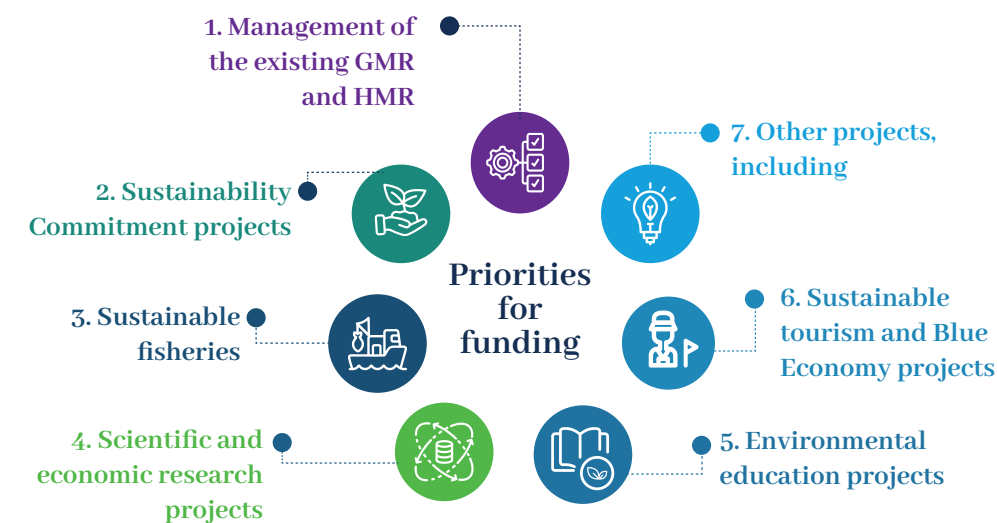 1. Management of
the existing GMR
and HMR
2. Sustainability
Commitment projects
3. Sustainable
fisheries
4. Scientific and
economic research
projects
5. Environmental
education projects
6. Sustainable
tourism and Blue
Economy projects
7. Other projects,
including
Priorities
for
funding